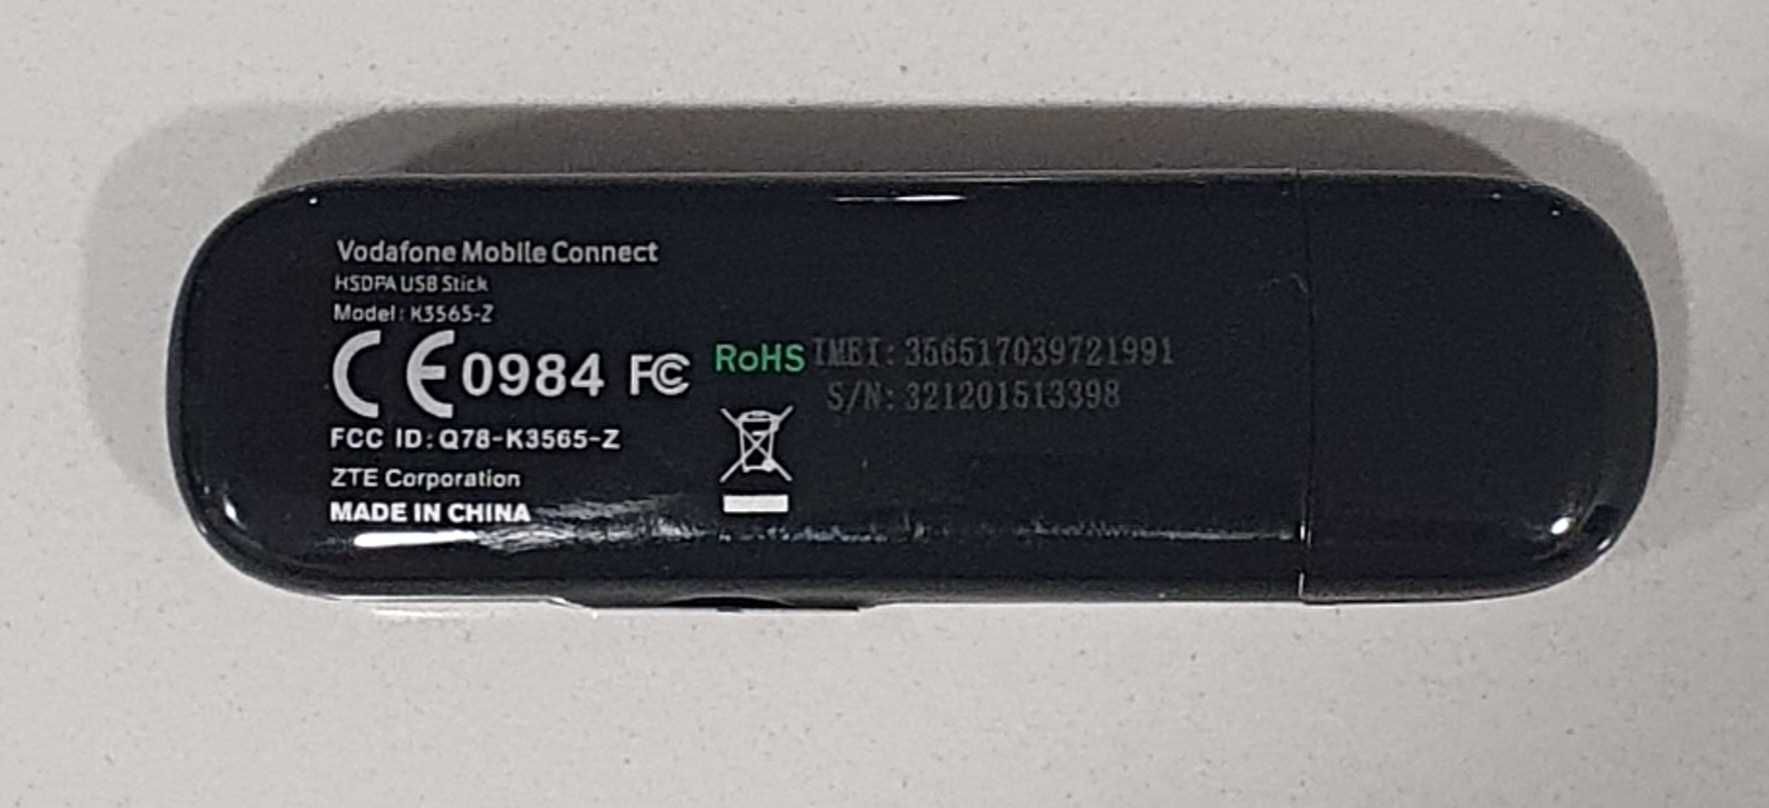 Vodafone Mobile Connect
HSDPA USB Stick
Model: K3565-Z
CE0984 FC
RoHS
IMEI: 356517039721991
S/N: 321201513398
FCC ID: Q78-K3565-Z
ZTE Corporation
MADE IN CHINA